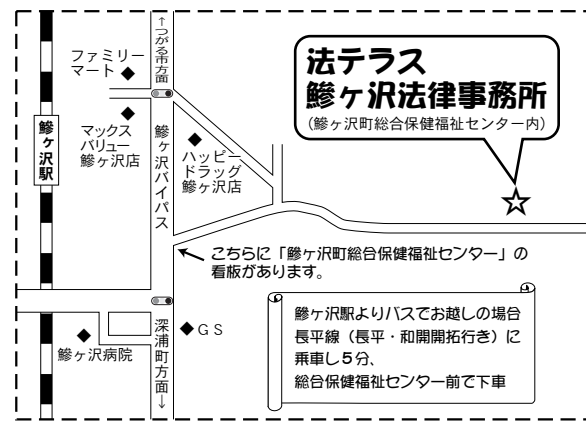 ↑つがる市方面
ファミリー
マート
法テラス
鰺ヶ沢法律事務所
(鰺ヶ沢町総合保健福祉センター内)
鰺ヶ沢駅
マックス
バリュー
鰺ヶ沢店
鰺ヶ沢バイパス
ハッピー
ドラッグ
鰺ヶ沢店
こちらに「鰺ヶ沢町総合保健福祉センター」の
看板があります。
鰺ヶ沢駅よりバスでお越しの場合
長平線(長平・和開開拓行き)に
乗車し5分、
総合保健福祉センター前で下車
鰺ヶ沢病院
深浦町方面↓
GS